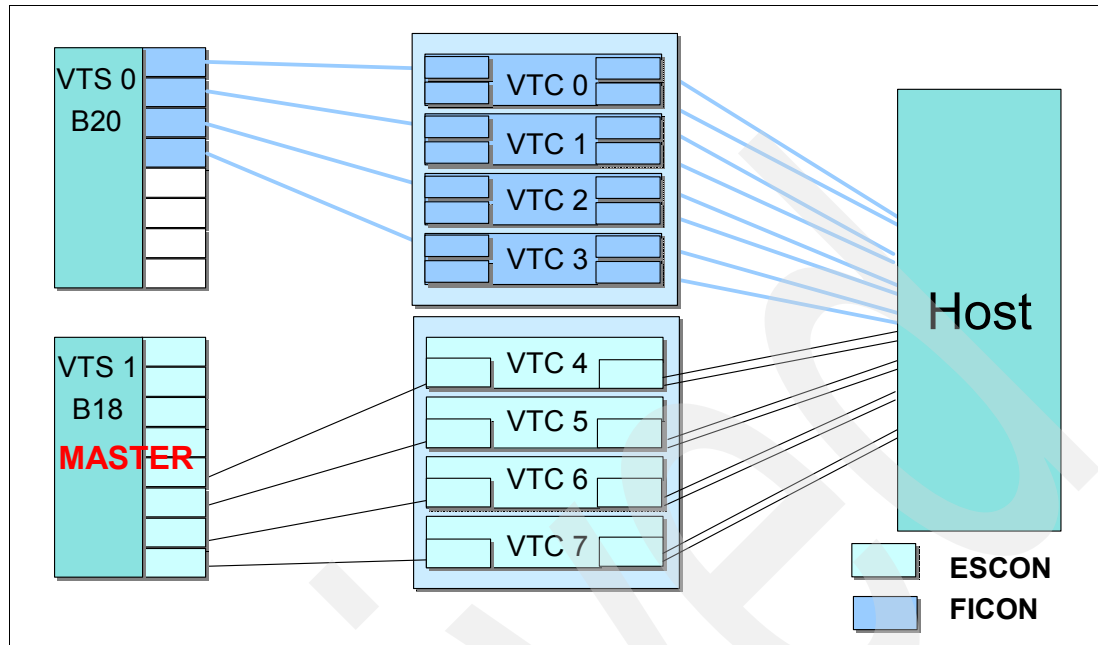 VTS 0
B20
VTC 0
VTC 1
VTC 2
VTC 3
VTS 1
B18
MASTER
VTC 4
VTC 5
VTC 6
VTC 7
Host
ESCON
FICON